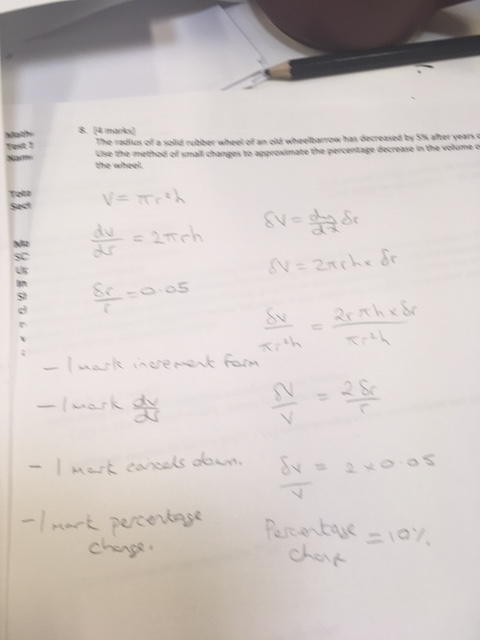 8. [4 marks]
The radius of a solid rubber wheel of an old wheelbarrow has decreased by 5% after years
Use the method of small changes to approximate the percentage decrease in the volume
the wheel.
V = πr²h
dv/dr = 2πrh
δr/r = 0.05
δV = dy/dx δr
δV = 2πrh × δr
δv/πr²h = 2rπh×δr/πr²h
- 1 mark increment form
- 1 mark dv/dr
δV/V = 2δr/r
- 1 mark cancels down.
δv/v = 2×0.05
- 1 mark percentage
change.
Percentage
change = 10%.